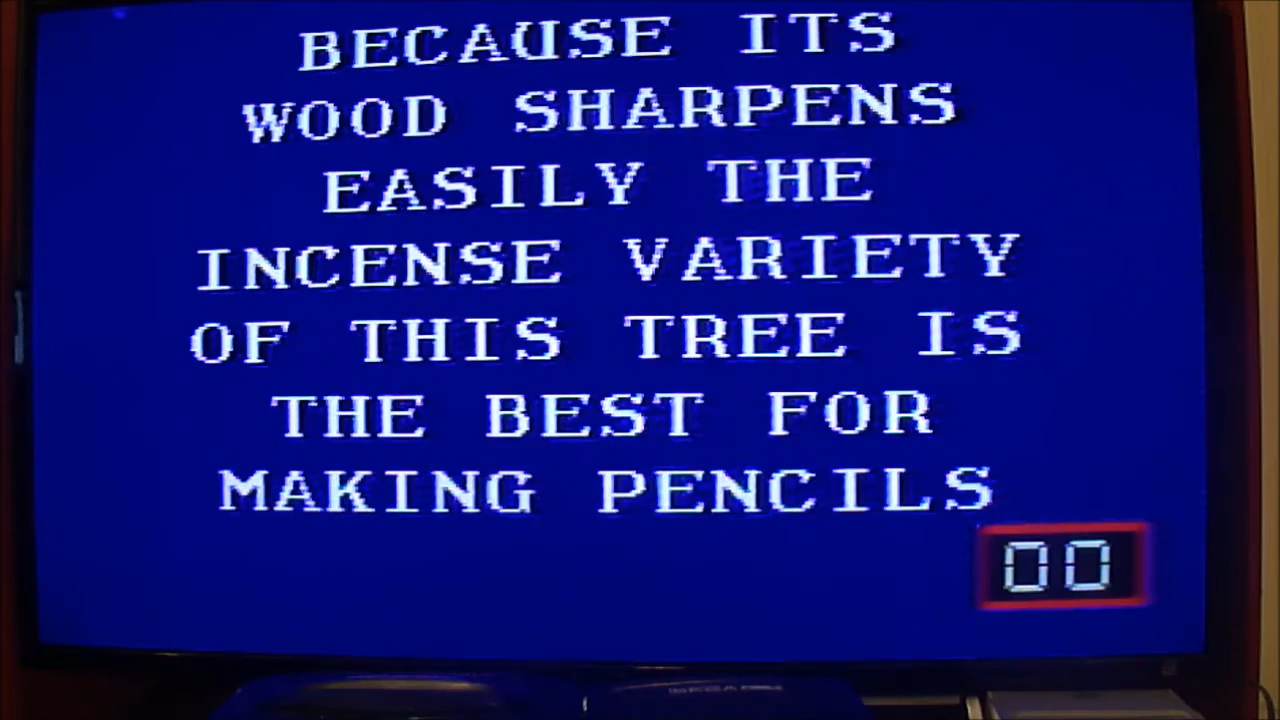 BECAUSE ITS
WOOD SHARPENS
EASILY THE
INCENSE VARIETY
OF THIS TREE IS
THE BEST FOR
MAKING PENCILS
00